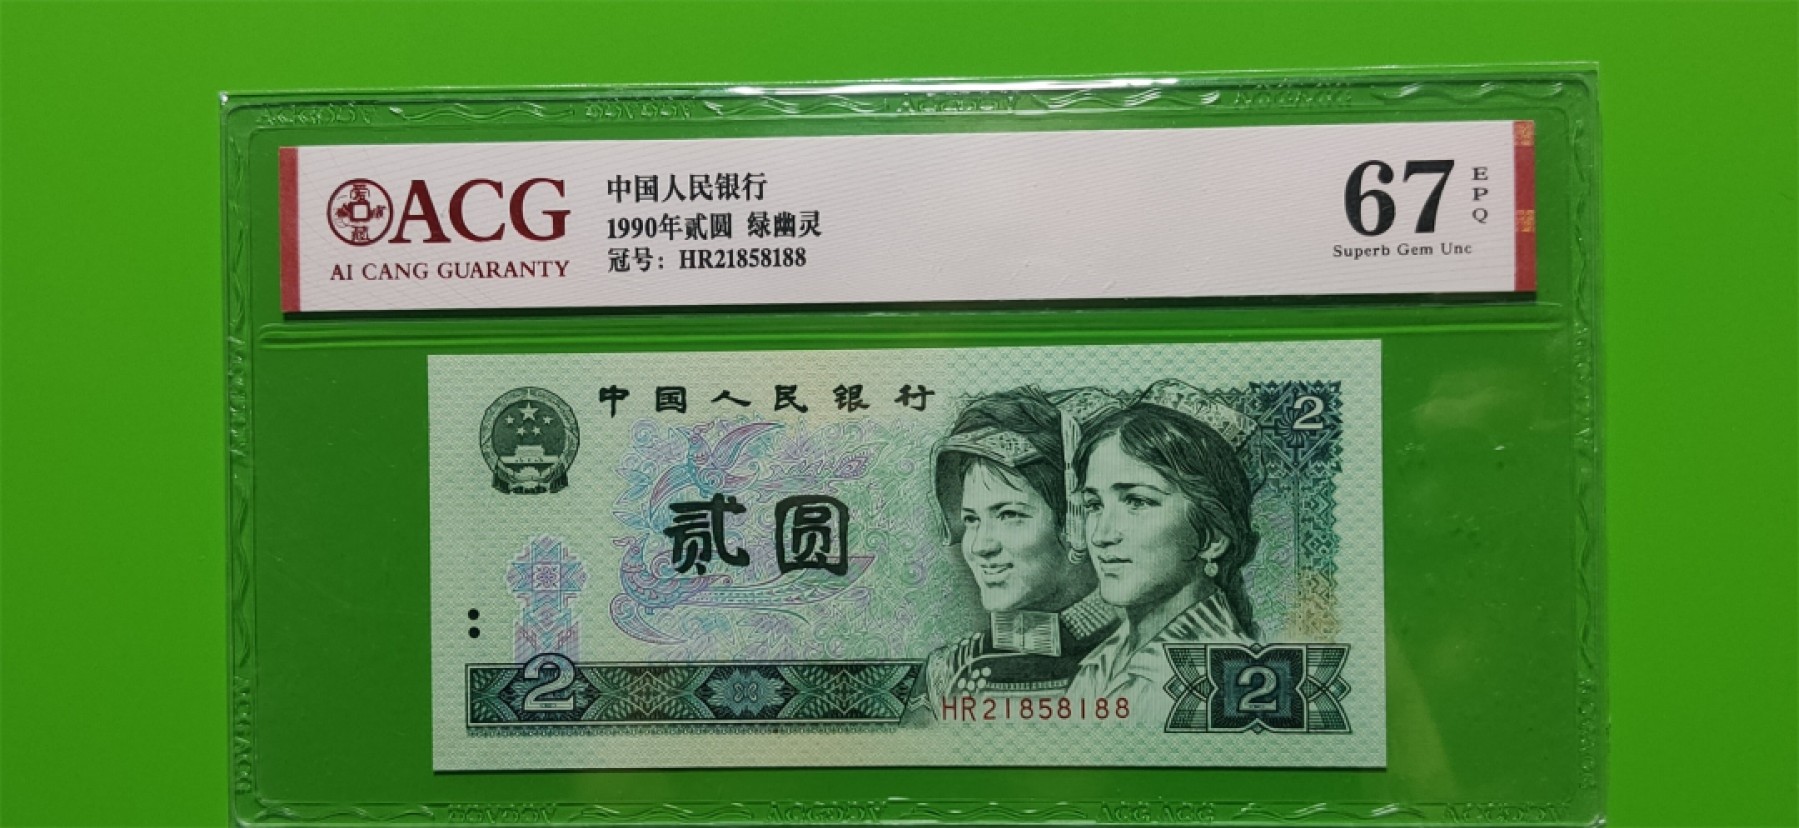 ACG
AI CANG GUARANTY
中国人民银行
1990年贰圆 绿幽灵
冠号：HR21858188
67
EPQ
Superb Gem Unc
中国人民银行
2
贰圆
2
HR21858188
2
ACG ACG